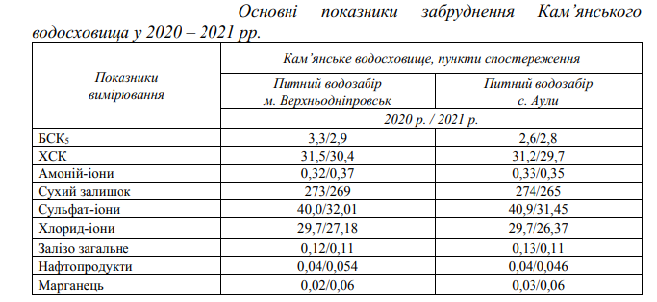 Основні показники забруднення Кам’янського
водосховища у 2020 – 2021 рр.
Показники
вимірювання
Кам’янське водосховище, пункти спостереження
Питний водозабір
м. Верхньодніпровськ
Питний водозабір
с. Аули
2020 р. / 2021 р.
БСК5 3,3/2,9 2,6/2,8
ХСК 31,5/30,4 31,2/29,7
Амоній-іони 0,32/0,37 0,33/0,35
Сухий залишок 273/269 274/265
Сульфат-іони 40,0/32,01 40,9/31,45
Хлорид-іони 29,7/27,18 29,7/26,37
Залізо загальне 0,12/0,11 0,13/0,11
Нафтопродукти 0,04/0,054 0,04/0,046
Марганець 0,02/0,06 0,03/0,06